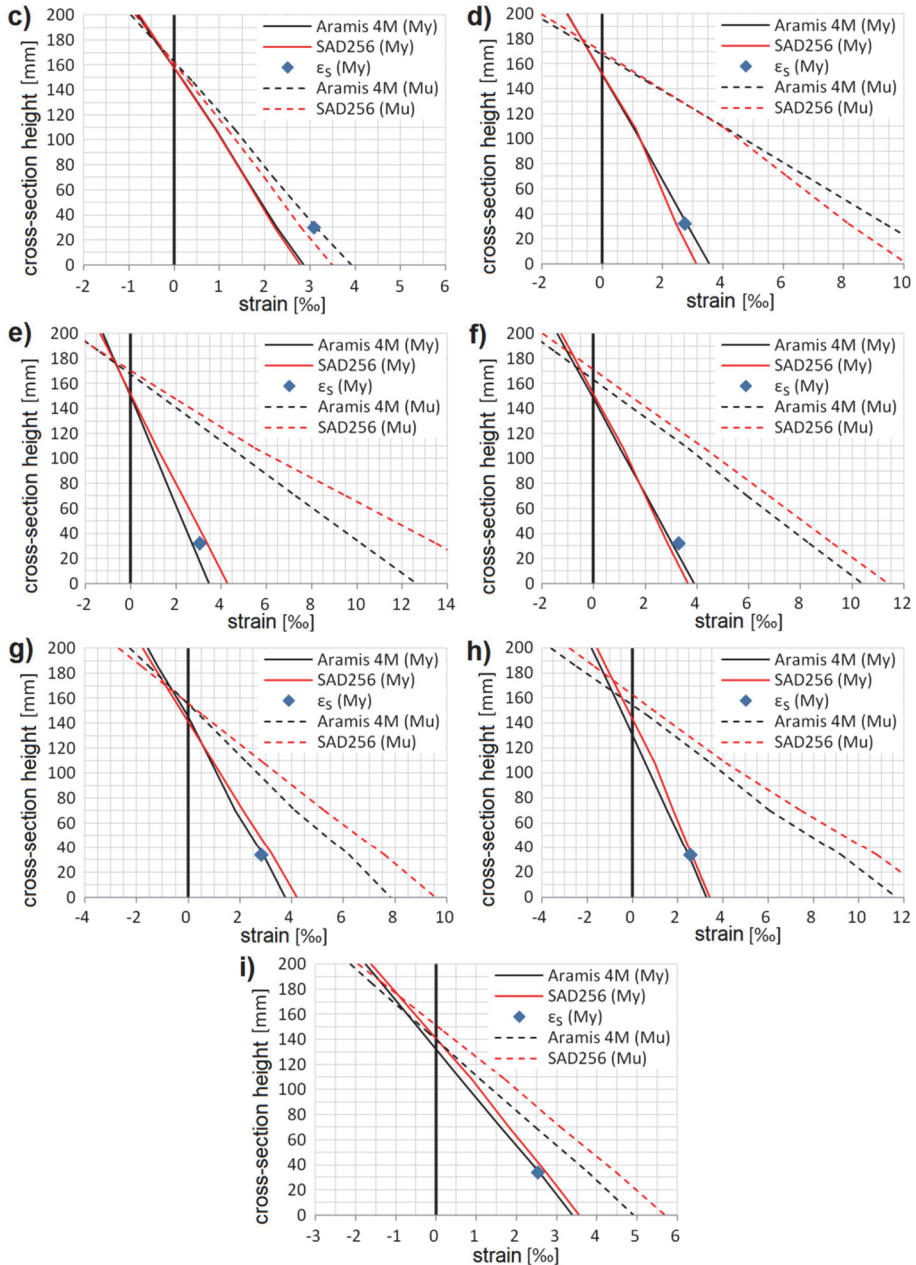 c)
cross-section height [mm]
200
180
160
140
120
100
80
60
40
20
0
-2 -1 0 1 2 3 4 5 6
strain [‰]
Aramis 4M (My)
SAD256 (My)
εs (My)
Aramis 4M (Mu)
SAD256 (Mu)
d)
cross-section height [mm]
200
180
160
140
120
100
80
60
40
20
0
-2 0 2 4 6 8 10
strain [‰]
Aramis 4M (My)
SAD256 (My)
εs (My)
Aramis 4M (Mu)
SAD256 (Mu)
e)
cross-section height [mm]
200
180
160
140
120
100
80
60
40
20
0
-2 0 2 4 6 8 10 12 14
strain [‰]
Aramis 4M (My)
SAD256 (My)
εs (My)
Aramis 4M (Mu)
SAD256 (Mu)
f)
cross-section height [mm]
200
180
160
140
120
100
80
60
40
20
0
-2 0 2 4 6 8 10 12
strain [‰]
Aramis 4M (My)
SAD256 (My)
εs (My)
Aramis 4M (Mu)
SAD256 (Mu)
g)
cross-section height [mm]
200
180
160
140
120
100
80
60
40
20
0
-4 -2 0 2 4 6 8 10
strain [‰]
Aramis 4M (My)
SAD256 (My)
εs (My)
Aramis 4M (Mu)
SAD256 (Mu)
h)
cross-section height [mm]
200
180
160
140
120
100
80
60
40
20
0
-4 -2 0 2 4 6 8 10 12
strain [‰]
Aramis 4M (My)
SAD256 (My)
εs (My)
Aramis 4M (Mu)
SAD256 (Mu)
i)
cross-section height [mm]
200
180
160
140
120
100
80
60
40
20
0
-3 -2 -1 0 1 2 3 4 5 6
strain [‰]
Aramis 4M (My)
SAD256 (My)
εs (My)
Aramis 4M (Mu)
SAD256 (Mu)